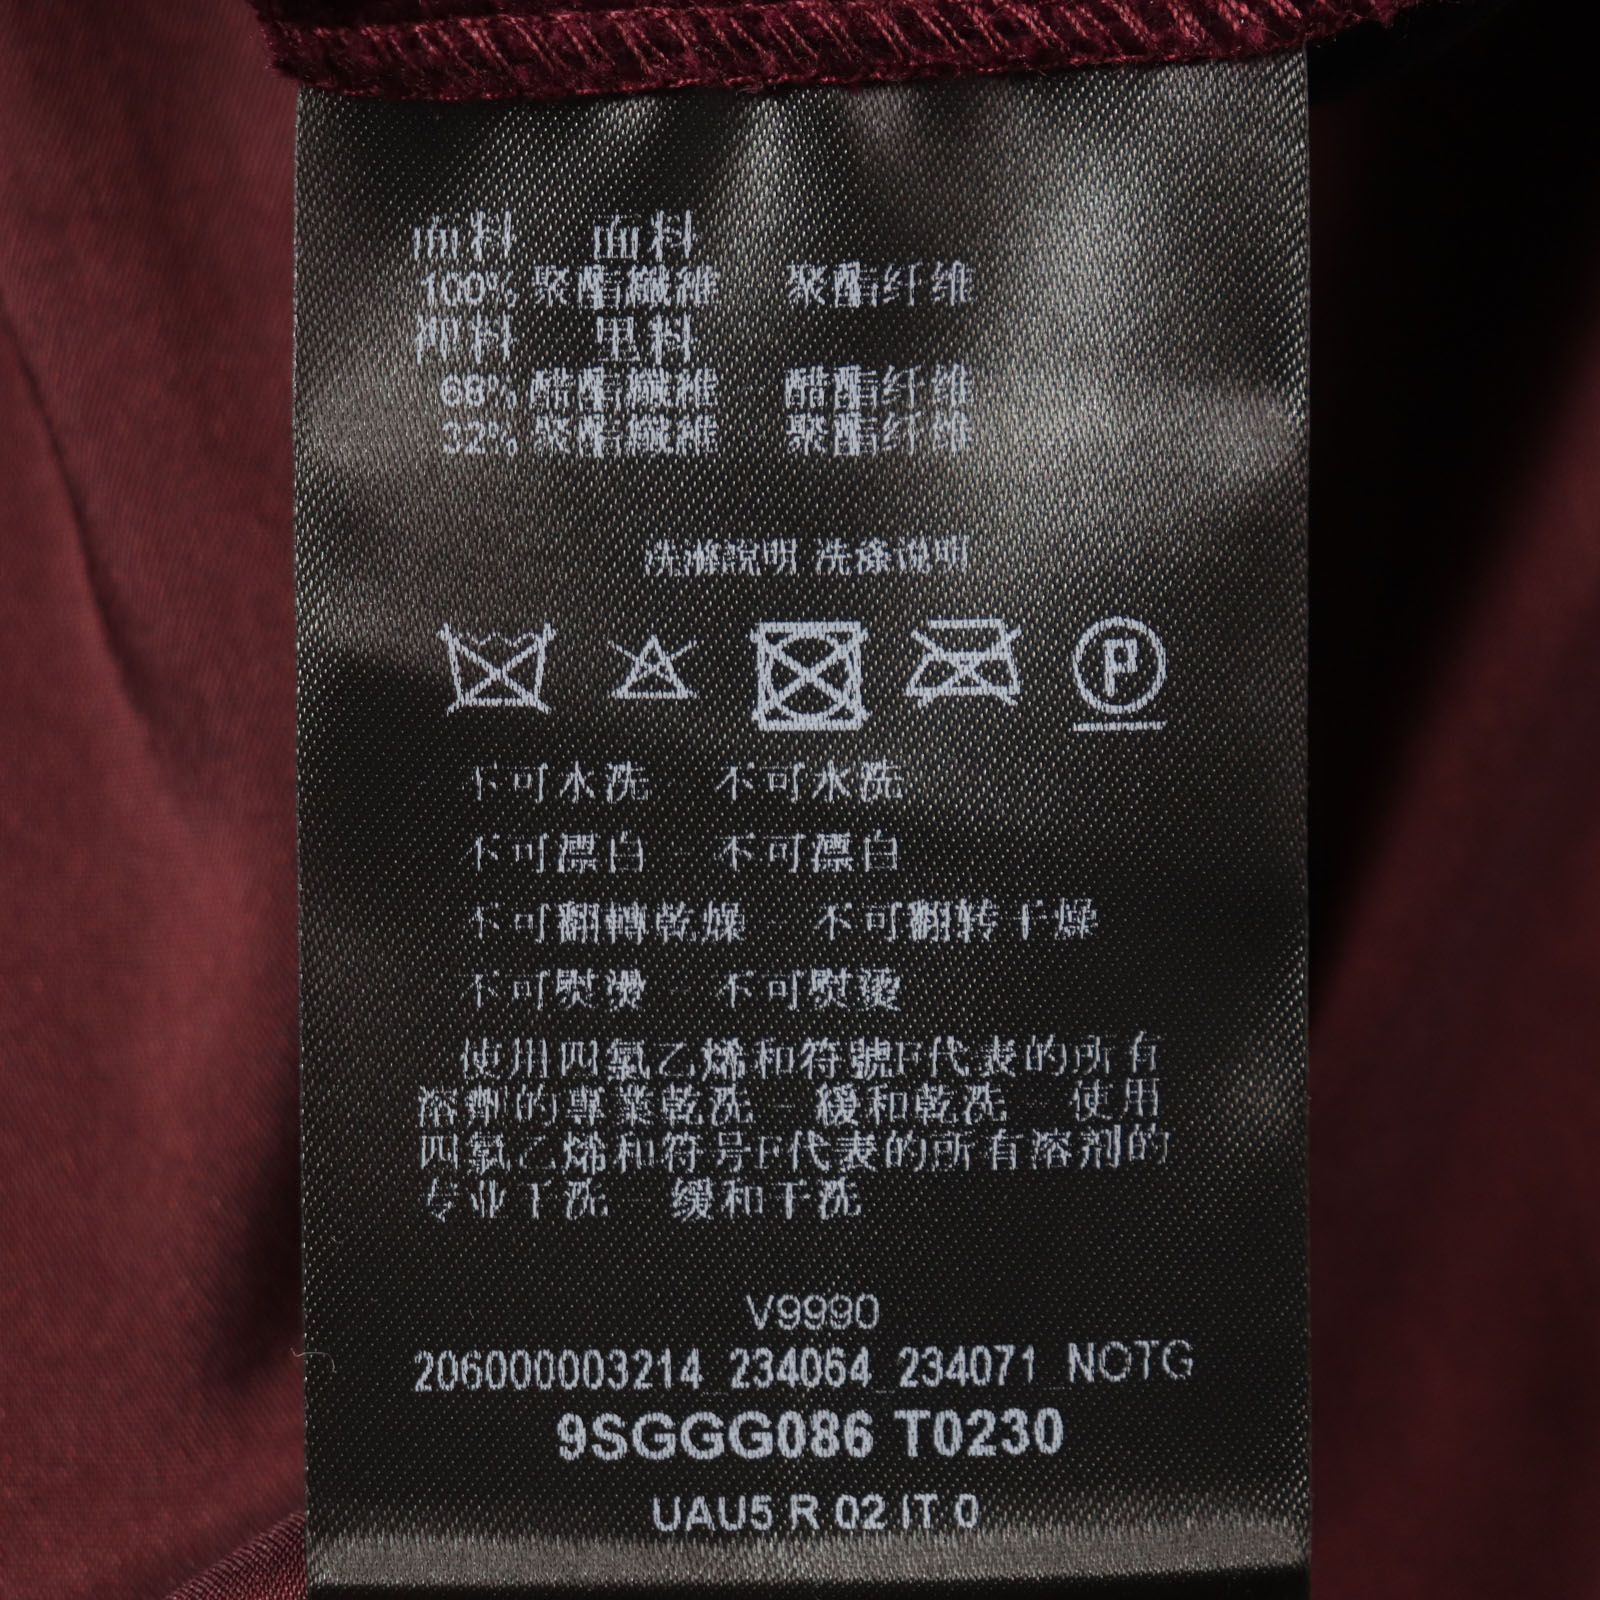 面料 面料
100% 聚酯纖維 聚酯纤维
裡料 里料
68% 醋酯纖維 醋酯纤维
32% 聚酯纖維 聚酯纤维
洗滌說明 洗涤说明
P
不可水洗 不可水洗
不可漂白 - 不可漂白
不可翻轉乾燥 - 不可翻转干燥
不可熨燙 - 不可熨烫
使用四氯乙烯和符號F代表的所有
溶劑的專業乾洗 - 緩和乾洗 - 使用
四氯乙烯和符号F代表的所有溶剂的
专业干洗 - 缓和干洗
V9990
206000003214_234064_234071_NOTG
9SGGG086 T0230
UAU5 R 02 IT 0